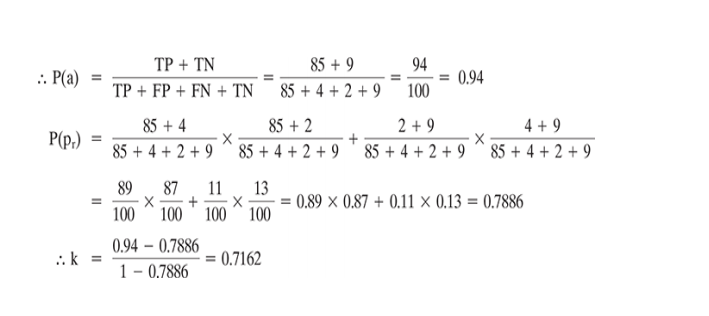 ∴ P(a) = (TP + TN)/(TP + FP + FN + TN) = (85 + 9)/(85 + 4 + 2 + 9) = 94/100 = 0.94
P(pᵣ) = (85 + 4)/(85 + 4 + 2 + 9) × (85 + 2)/(85 + 4 + 2 + 9) + (2 + 9)/(85 + 4 + 2 + 9) × (4 + 9)/(85 + 4 + 2 + 9)
= 89/100 × 87/100 + 11/100 × 13/100 = 0.89 × 0.87 + 0.11 × 0.13 = 0.7886
∴ k = (0.94 − 0.7886)/(1 − 0.7886) = 0.7162